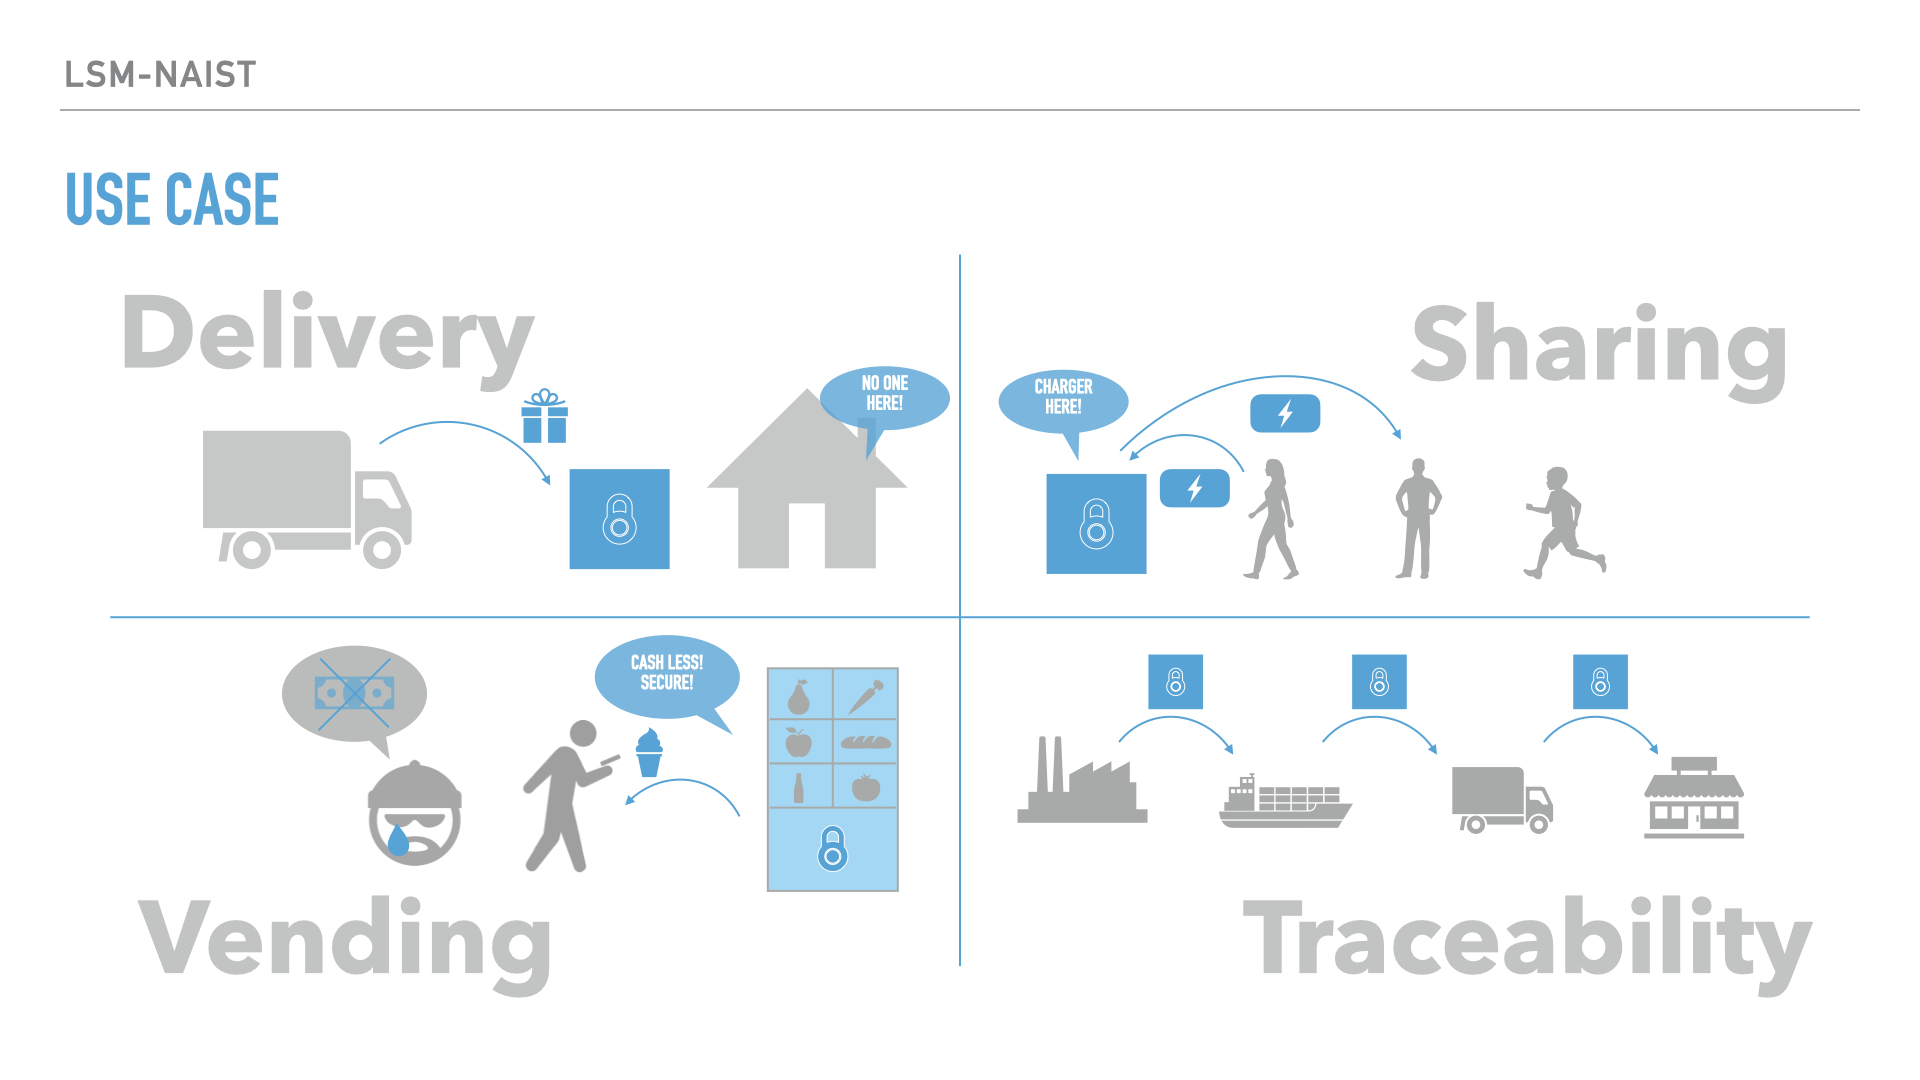 LSM-NAIST
USE CASE
Delivery
NO ONE
HERE!
Sharing
CHARGER
HERE!
CASH LESS!
SECURE!
Vending
Traceability